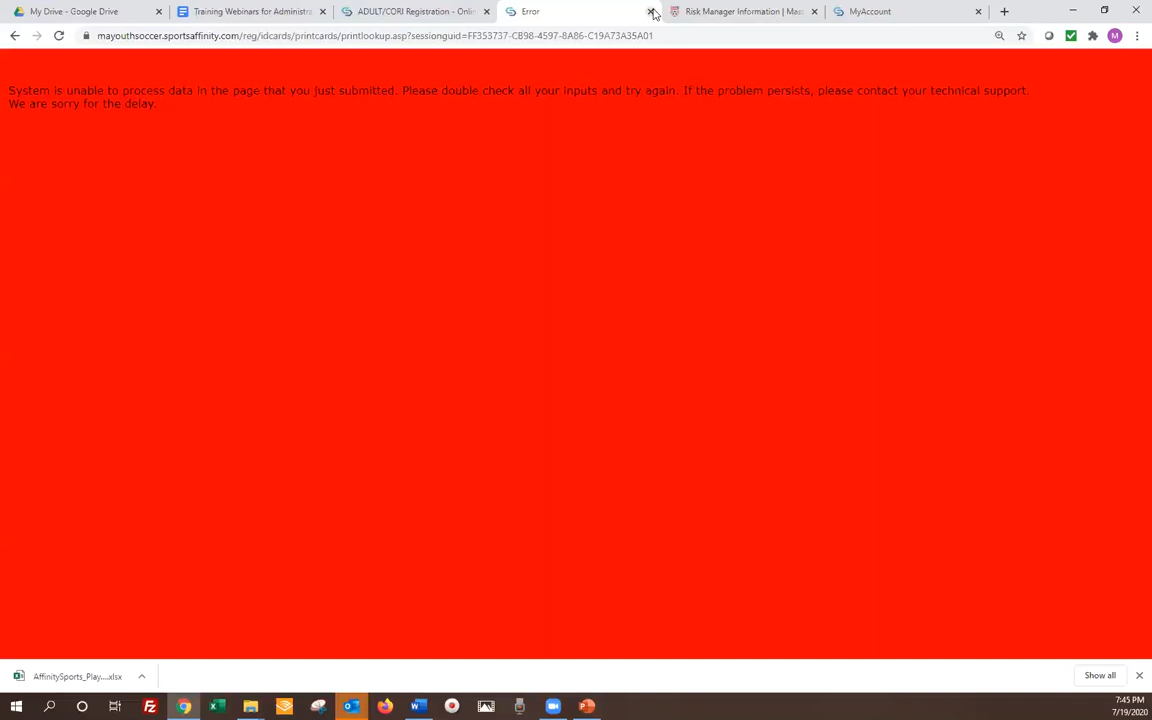 My Drive - Google Drive
Training Webinars for Administra
ADULT/CORI Registration - Onlin
Error
Risk Manager Information | Mas
MyAccount
mayouthsoccer.sportsaffinity.com/reg/idcards/printcards/printlookup.asp?sessionguid=FF353737-CB98-4597-8A86-C19A73A35A01
M
System is unable to process data in the page that you just submitted. Please double check all your inputs and try again. If the problem persists, please contact your technical support.
We are sorry for the delay.
AffinitySports_Play....xlsx
Show all
7:45 PM
7/19/2020